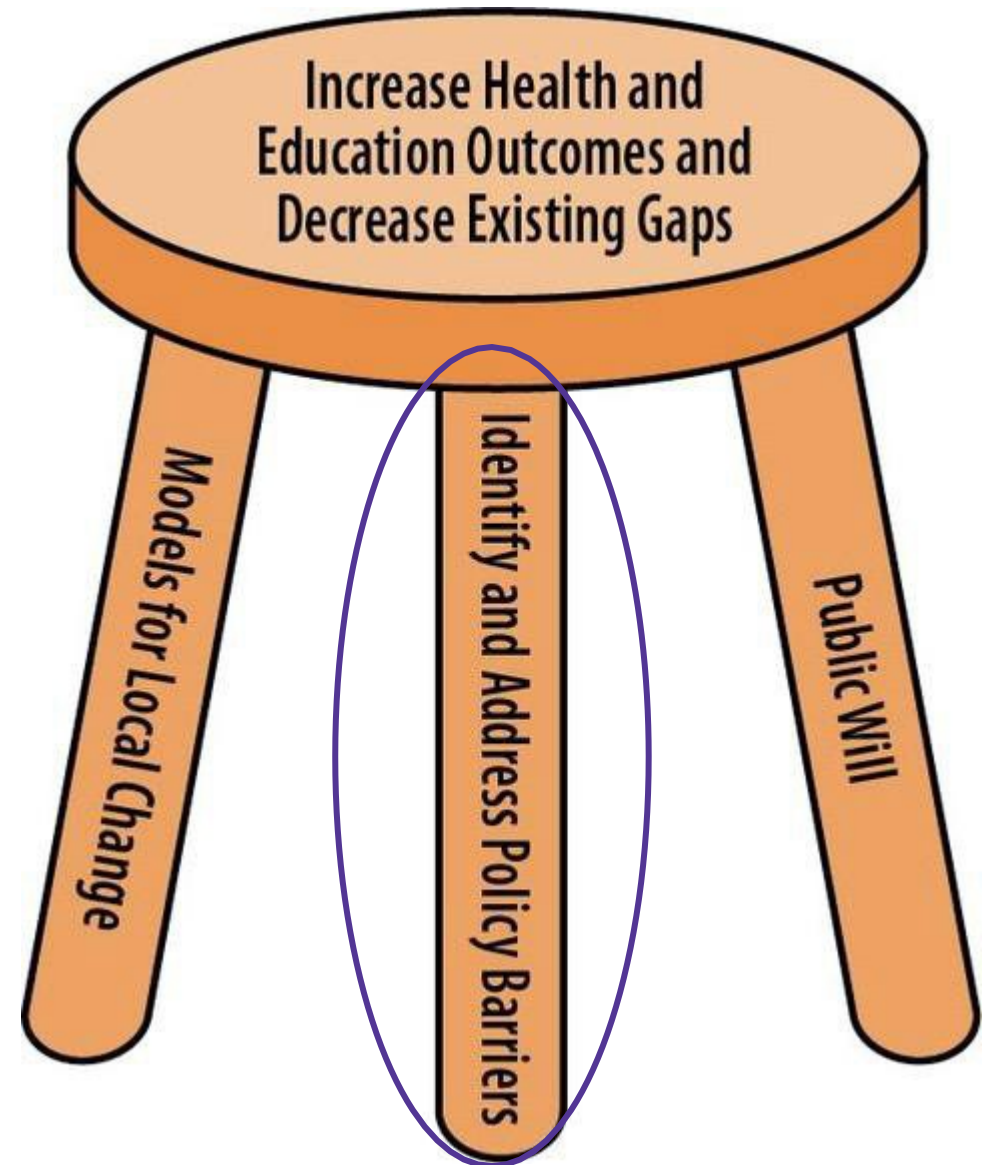 Increase Health and
Education Outcomes and
Decrease Existing Gaps
Models for Local Change
Identify and Address Policy Barriers
Public Will